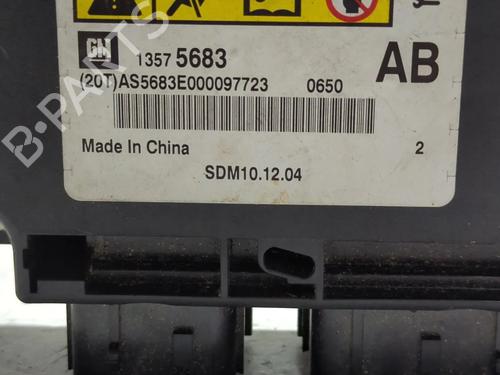 GM 1357 5683 AB
(20T)AS5683E000097723 0650
Made In China 2
SDM10.12.04
B-PARTS